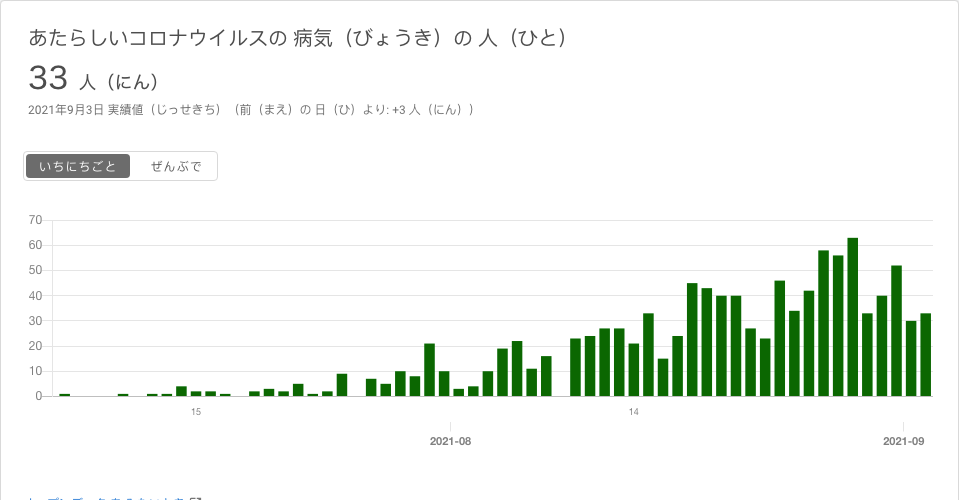 あたらしいコロナウイルスの 病気（びょうき）の 人（ひと）
33 人（にん）
2021年9月3日 実績値（じっせきち）（前（まえ）の 日（ひ）より: +3 人（にん））
いちにちごと ぜんぶで
70
60
50
40
30
20
10
0
15 14
2021-08 2021-09